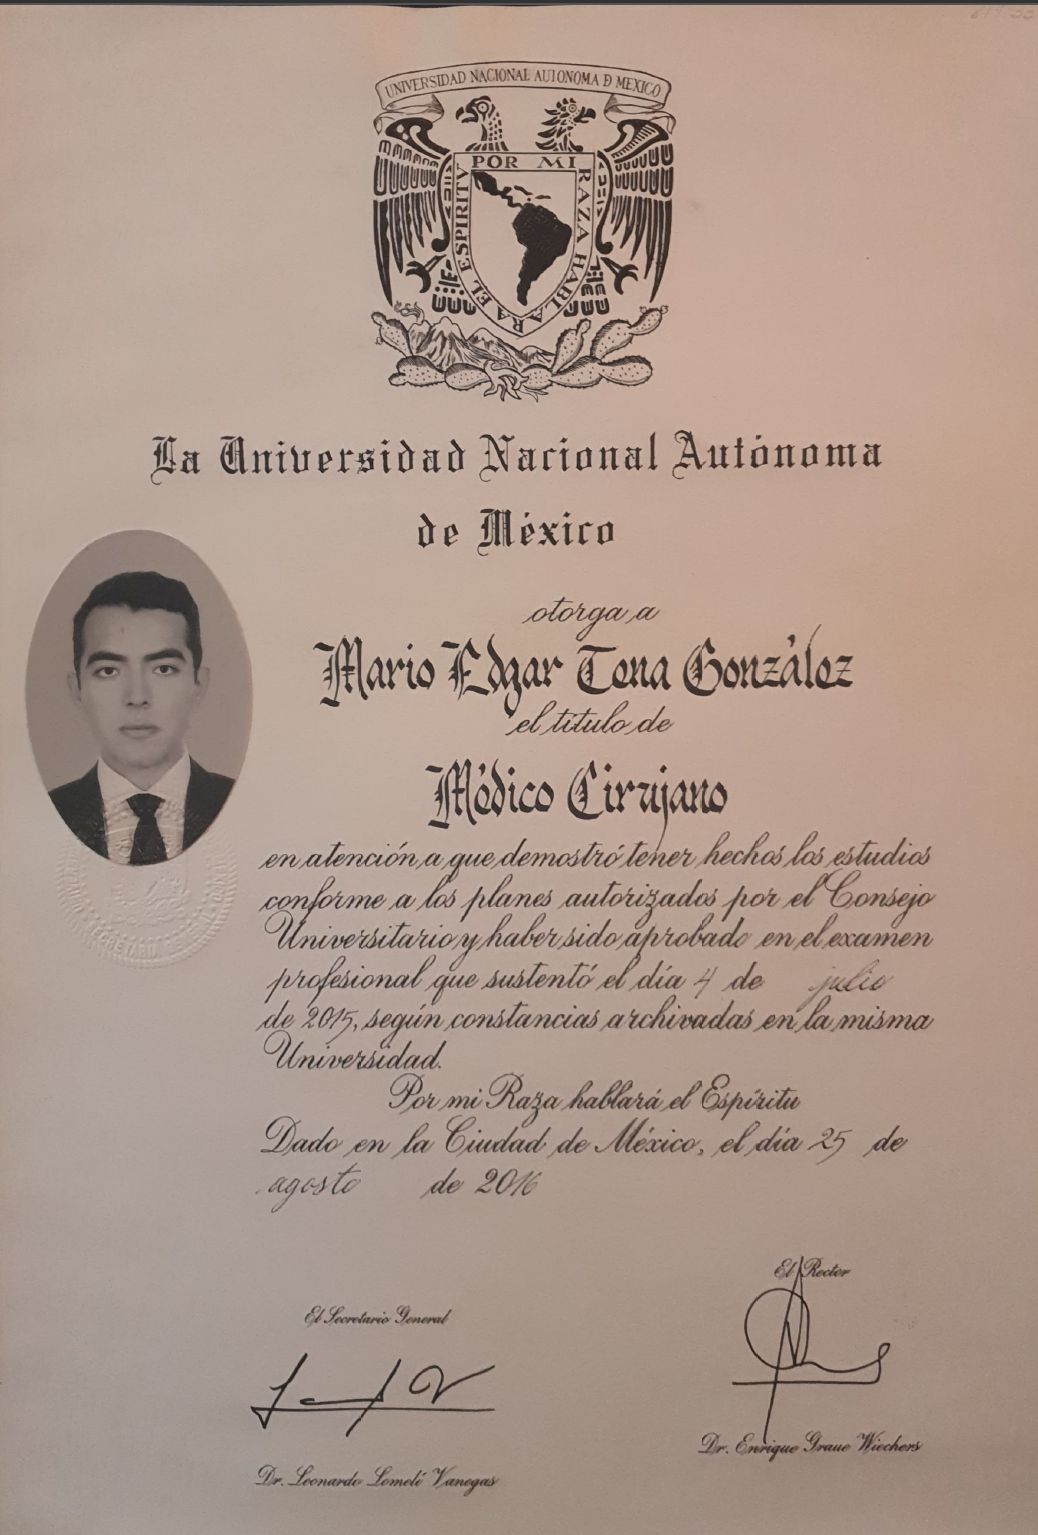 UNIVERSIDAD NACIONAL AUTONOMA D MEXICO
POR MI RAZA HABLARA EL ESPIRITV
La Universidad Nacional Autónoma
de México
otorga a
Mario Edgar Tena González
el título de
Médico Cirujano
en atención a que demostró tener hechos los estudios
conforme a los planes autorizados por el Consejo
Universitario y haber sido aprobado en el examen
profesional que sustentó el día 4 de julio
de 2015, según constancias archivadas en la misma
Universidad.
Por mi Raza hablará el Espíritu
Dado en la Ciudad de México, el día 25 de
agosto de 2016
El Rector
El Secretario General
Dr. Enrique Graue Wiechers
Dr. Leonardo Lomelí Vanegas